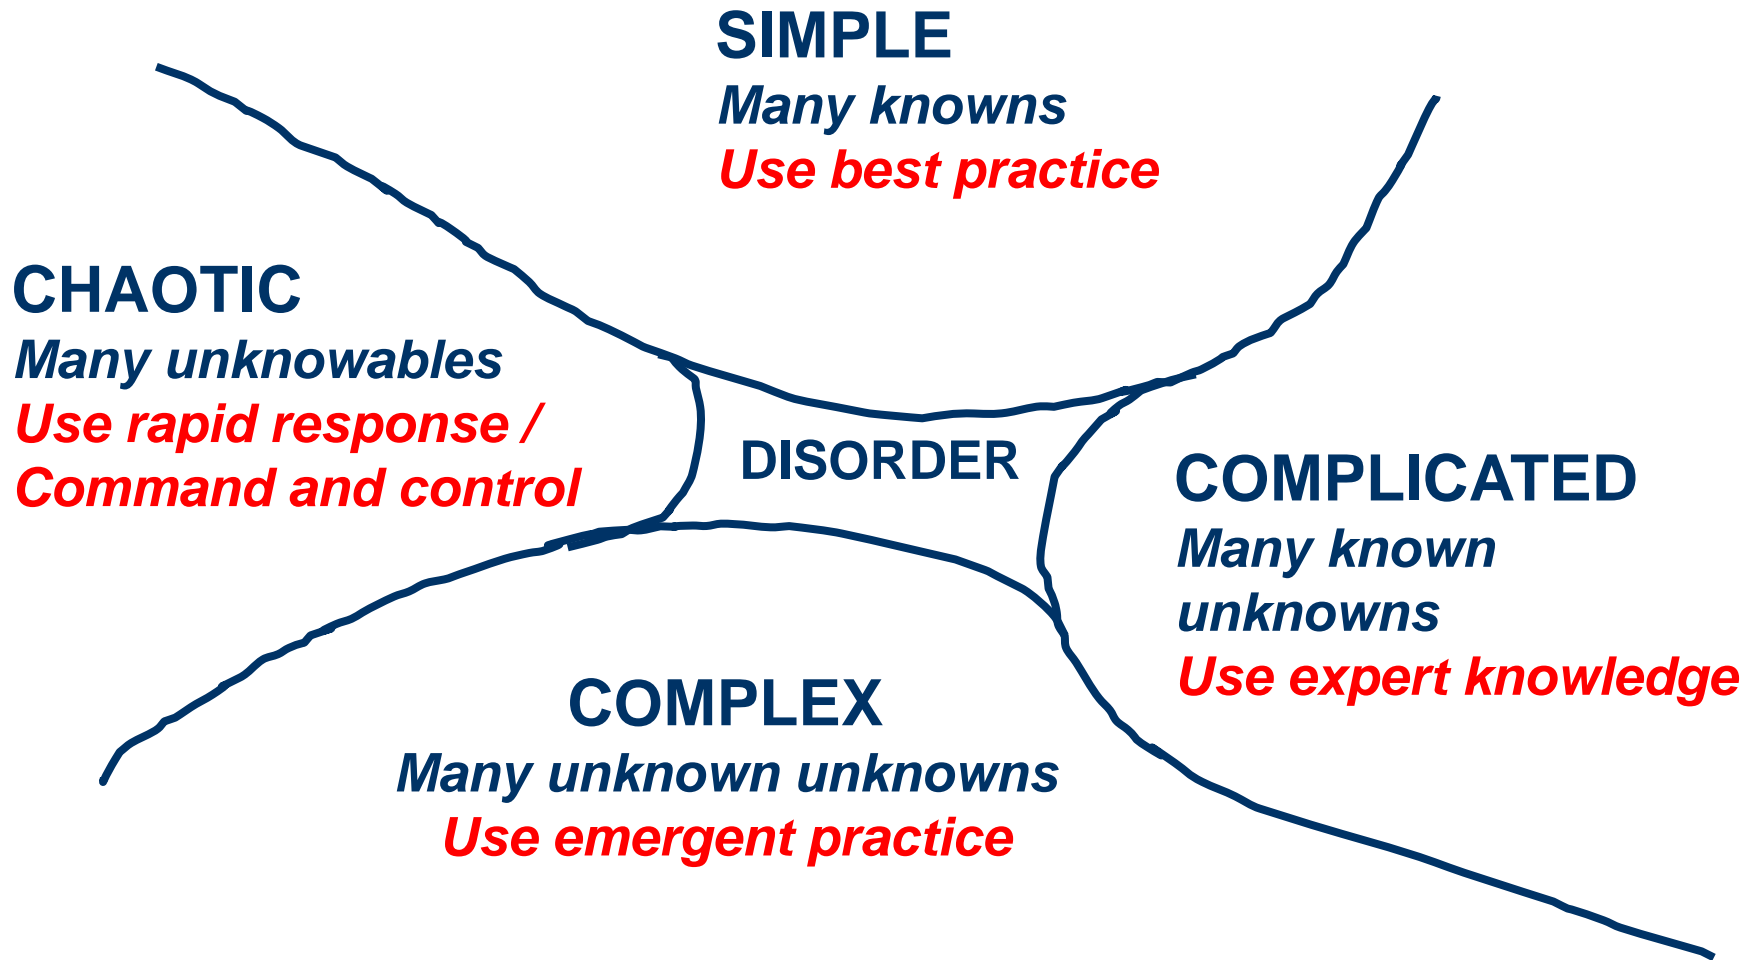 SIMPLE
Many knowns
Use best practice
CHAOTIC
Many unknowables
Use rapid response /
Command and control
DISORDER
COMPLICATED
Many known
unknowns
Use expert knowledge
COMPLEX
Many unknown unknowns
Use emergent practice